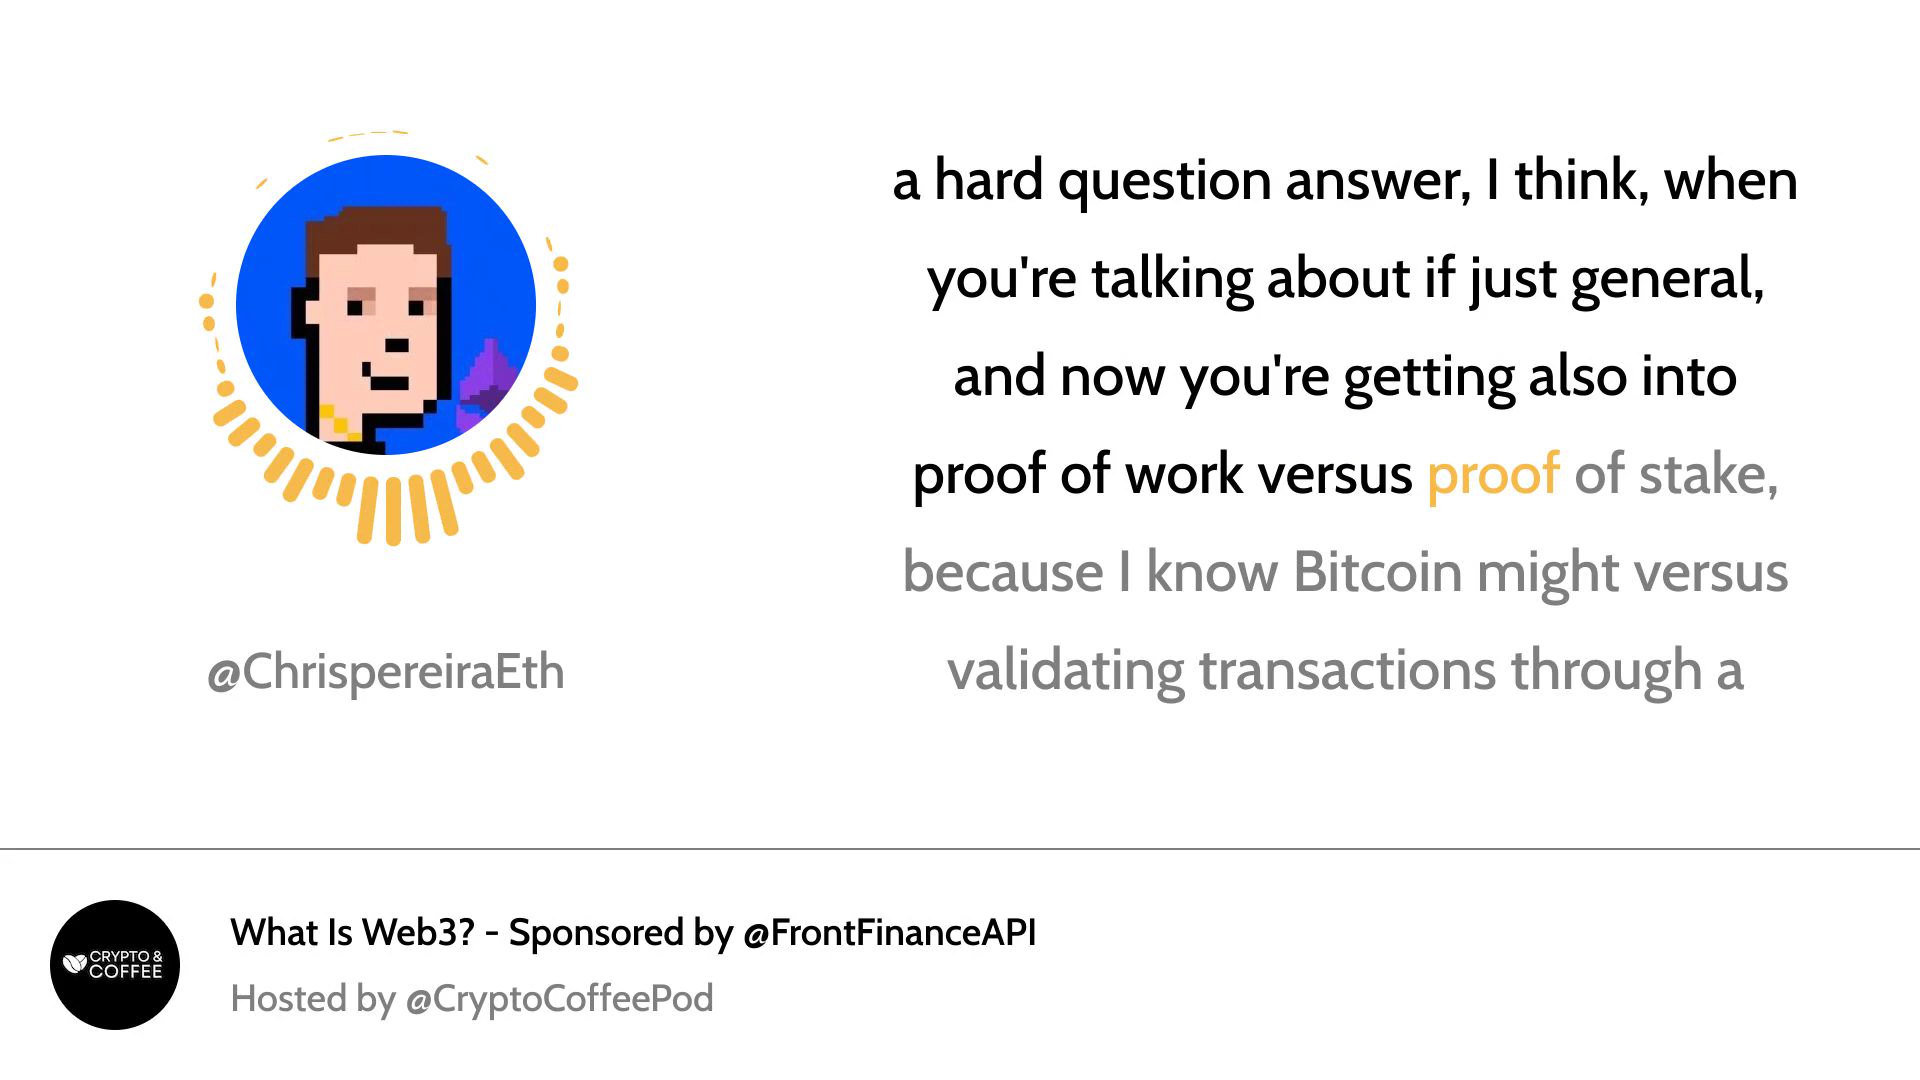 a hard question answer, I think, when
you're talking about if just general,
and now you're getting also into
proof of work versus proof of stake,
because I know Bitcoin might versus
validating transactions through a
@ChrispereiraEth
CRYPTO &
COFFEE
What Is Web3? - Sponsored by @FrontFinanceAPI
Hosted by @CryptoCoffeePod